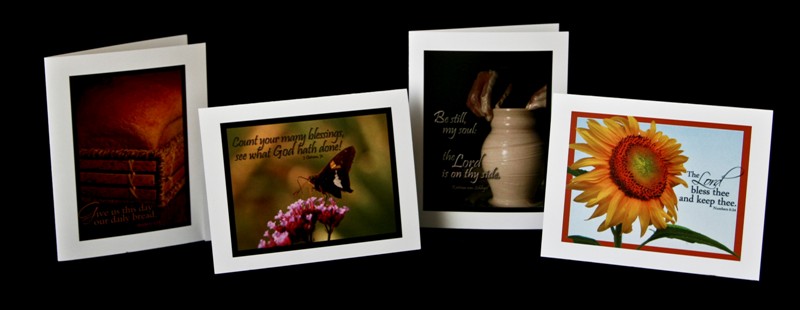 Give us this day
our daily bread
Count your many blessings,
see what God hath done!
Be still,
my soul:
the Lord
is on thy side.
The Lord
bless thee
and keep thee.